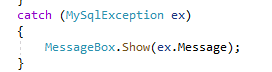 }
catch (MySqlException ex)
{
    MessageBox.Show(ex.Message);
}